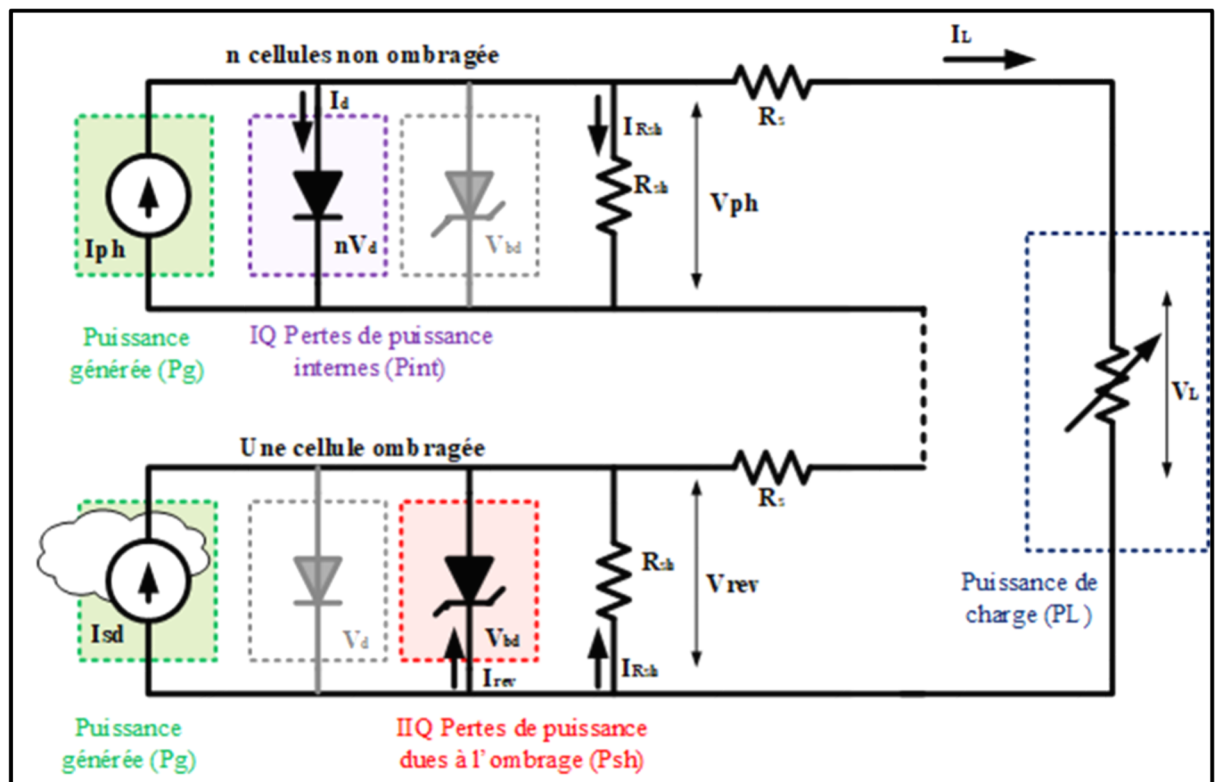 n cellules non ombragée
IL
Id
IRsh
Rs
Rsh
Vph
Iph
nVd
Vbd
Puissance
générée (Pg)
IQ Pertes de puissance
internes (Pint)
VL
Une cellule ombragée
Rs
Rsh
Vrev
Isd
Vd
Vbd
Irev
IRsh
Puissance de
charge (PL)
Puissance
générée (Pg)
IIQ Pertes de puissance
dues à l'ombrage (Psh)